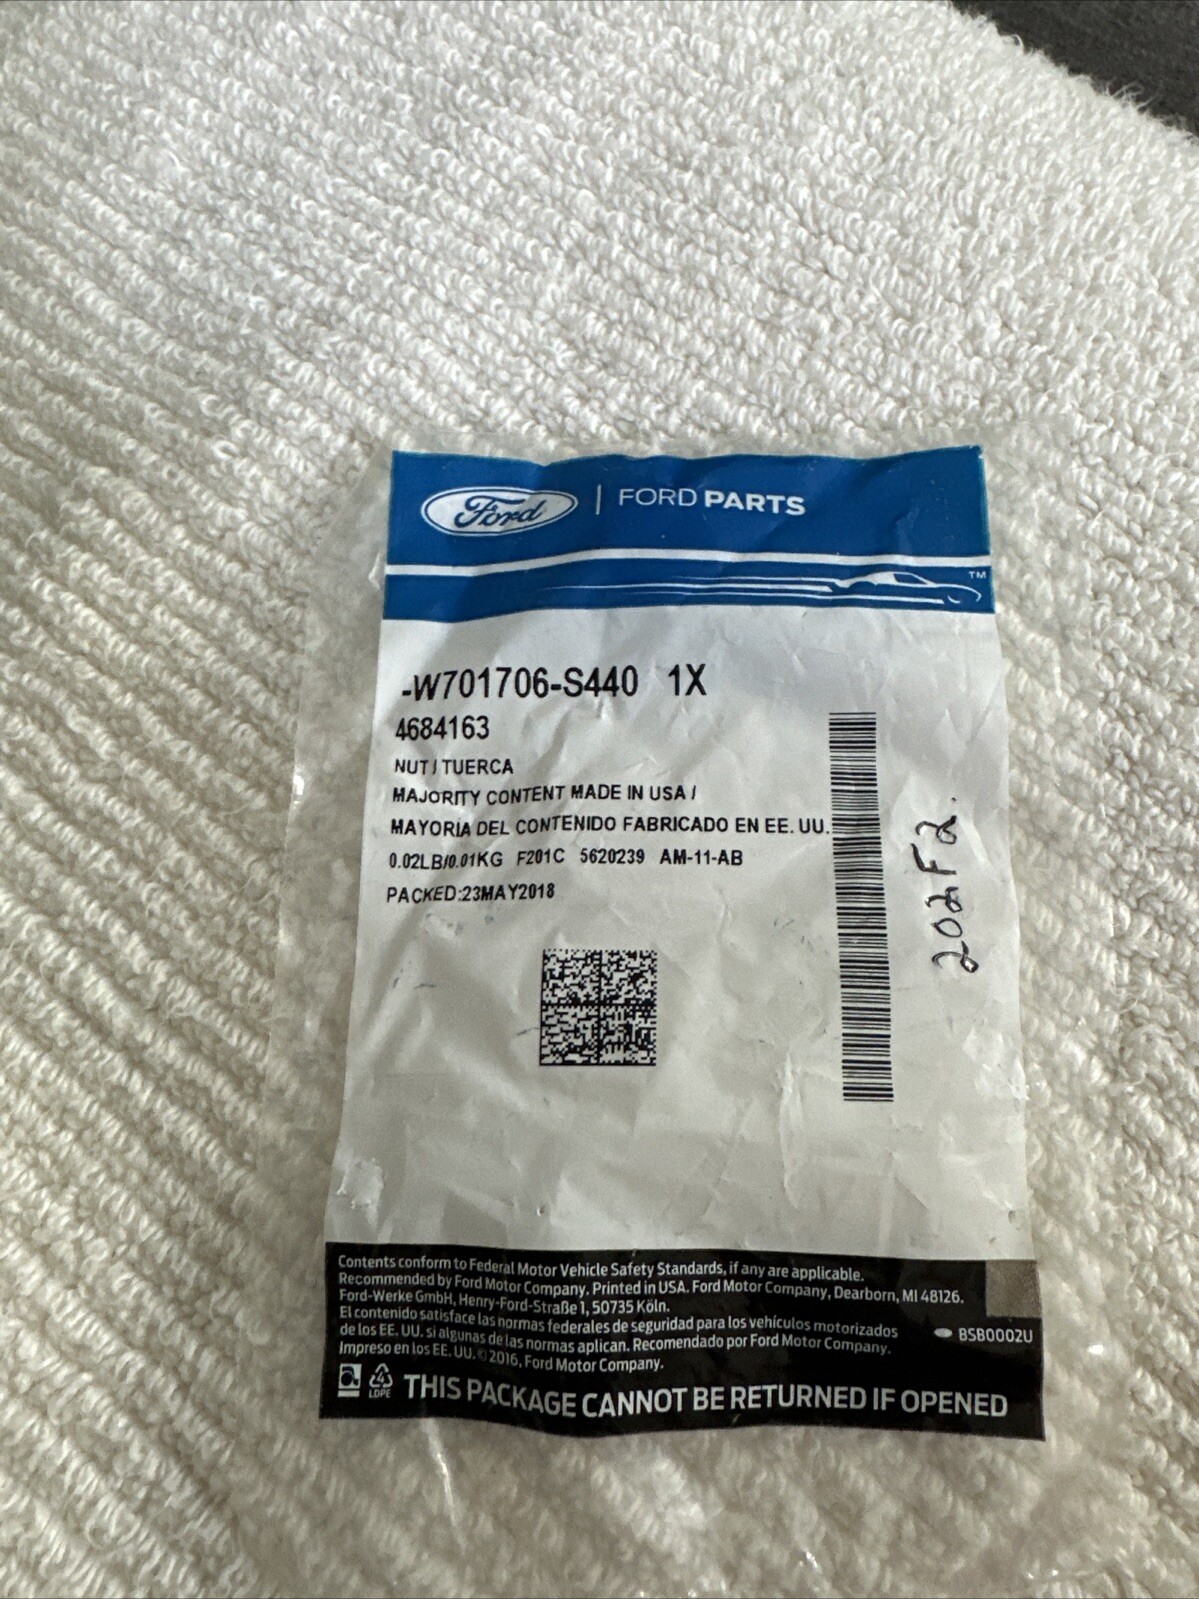 Ford | FORD PARTS
TM
-W701706-S440 1X
4684163
NUT / TUERCA
MAJORITY CONTENT MADE IN USA /
MAYORIA DEL CONTENIDO FABRICADO EN EE. UU.
0.02LB/0.01KG F201C 5620239 AM-11-AB
PACKED:23MAY2018
202F2.
Contents conform to Federal Motor Vehicle Safety Standards, if any are applicable.
Recommended by Ford Motor Company. Printed in USA. Ford Motor Company, Dearborn, MI 48126.
Ford-Werke GmbH, Henry-Ford-Straße 1, 50735 Köln.
El contenido satisface las normas federales de seguridad para los vehículos motorizados
de los EE. UU. si algunas de las normas aplican. Recomendado por Ford Motor Company.
Impreso en los EE. UU. © 2016, Ford Motor Company.
BSB0002U
4
LDPE
THIS PACKAGE CANNOT BE RETURNED IF OPENED